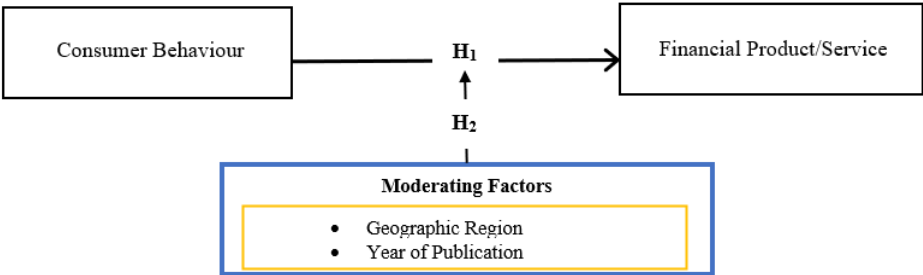 Consumer Behaviour
H₁
Financial Product/Service
H₂
Moderating Factors
• Geographic Region
• Year of Publication